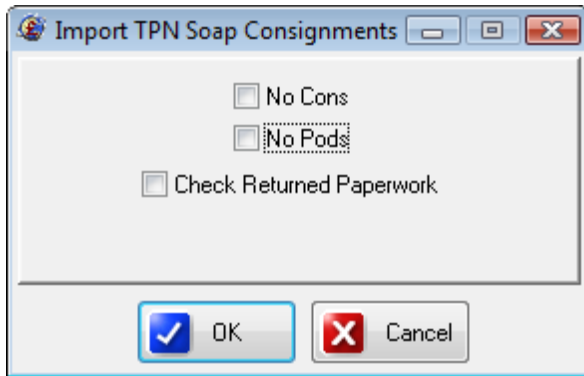 Import TPN Soap Consignments
No Cons
No Pods
Check Returned Paperwork
OK Cancel